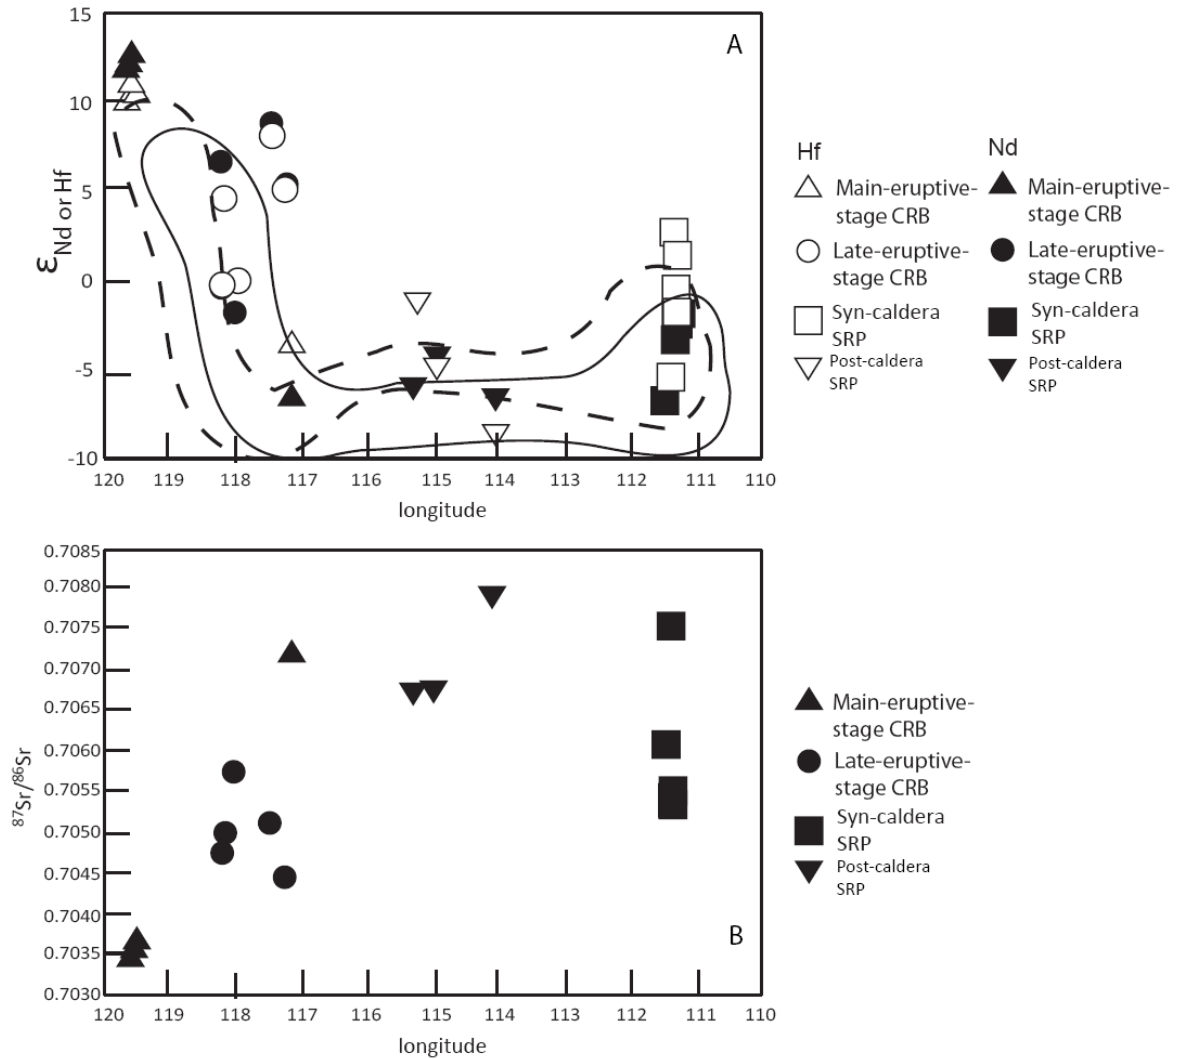 A
15
10
5
0
-5
-10
εNd or Hf
120 119 118 117 116 115 114 113 112 111 110
longitude
Hf
Main-eruptive-
stage CRB
Late-eruptive-
stage CRB
Syn-caldera
SRP
Post-caldera
SRP
Nd
Main-eruptive-
stage CRB
Late-eruptive-
stage CRB
Syn-caldera
SRP
Post-caldera
SRP
0.7085
0.7080
0.7075
0.7070
0.7065
0.7060
0.7055
0.7050
0.7045
0.7040
0.7035
0.7030
87Sr/86Sr
B
120 119 118 117 116 115 114 113 112 111 110
longitude
Main-eruptive-
stage CRB
Late-eruptive-
stage CRB
Syn-caldera
SRP
Post-caldera
SRP